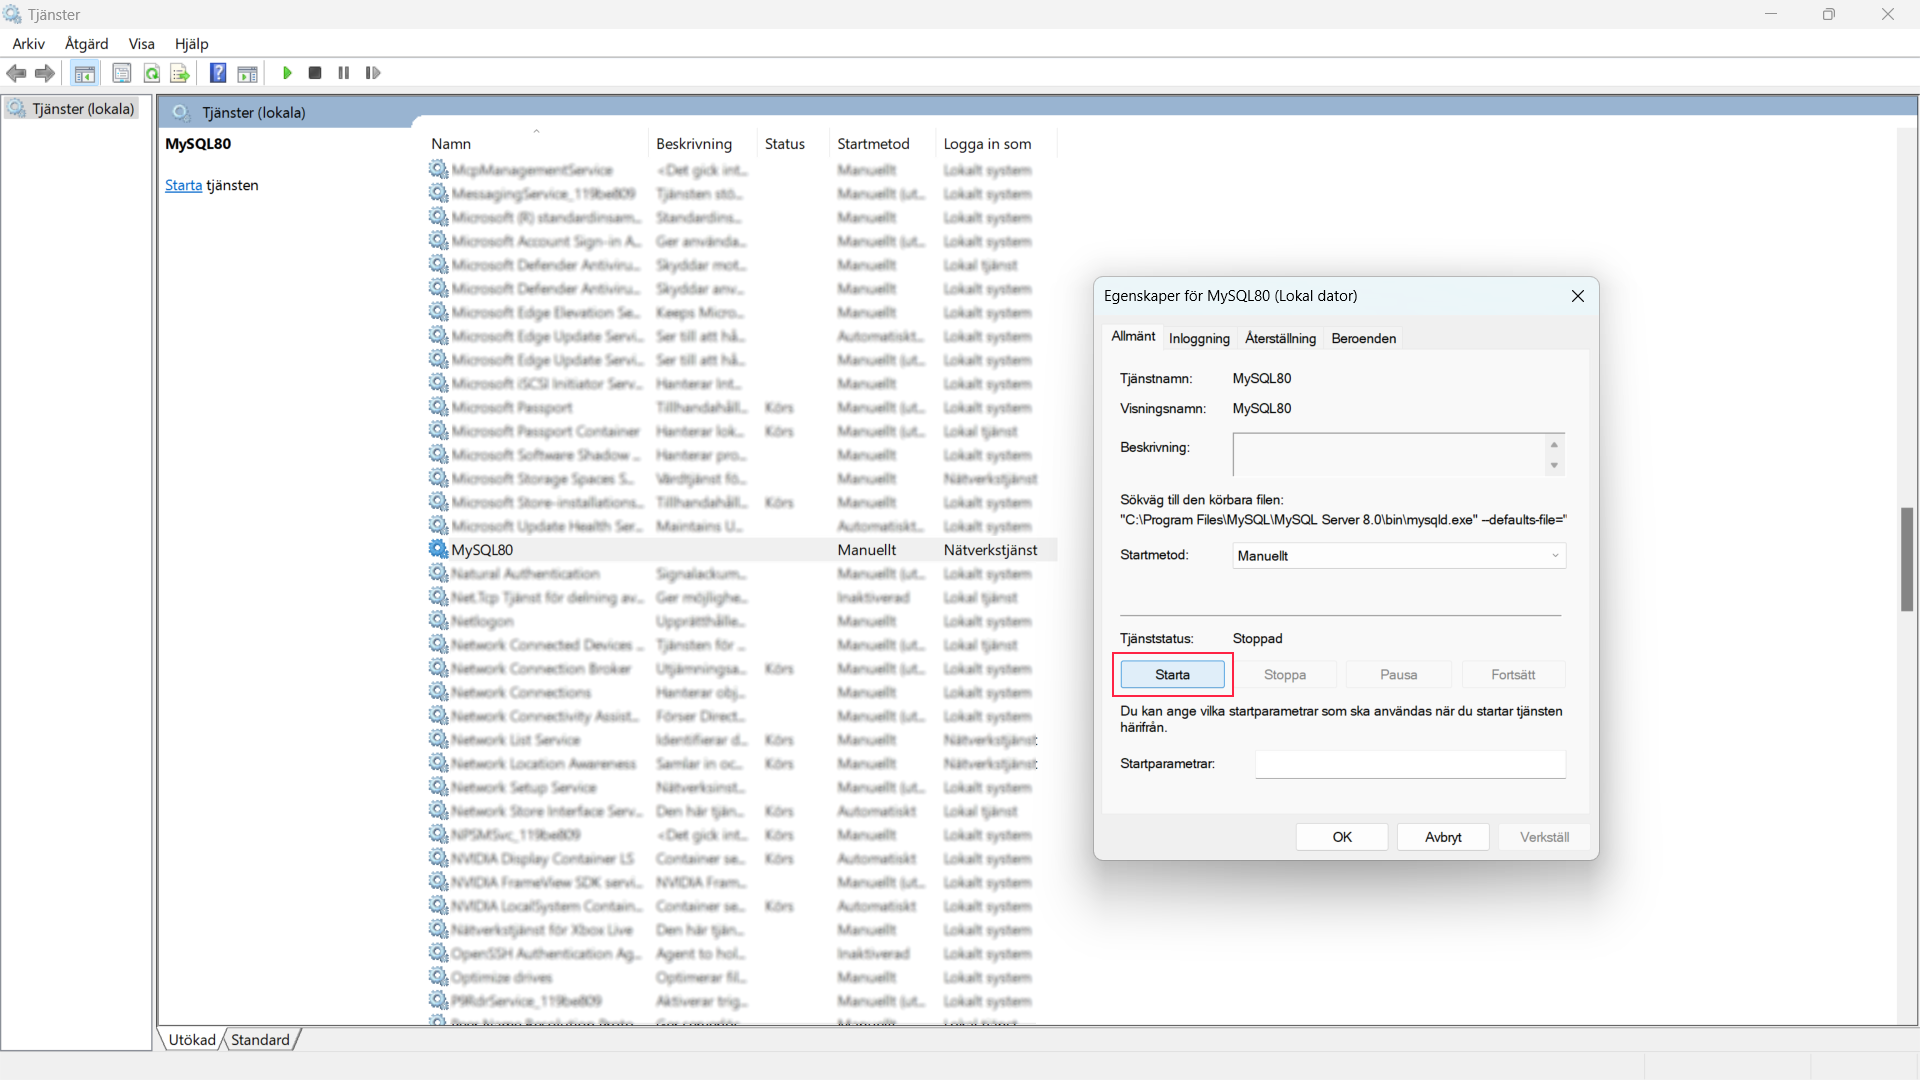 Tjänster
Arkiv Åtgärd Visa Hjälp
Tjänster (lokala)
Tjänster (lokala)
MySQL80
Starta tjänsten
Namn Beskrivning Status Startmetod Logga in som
McpManagementService <Det gick int... Manuellt Lokalt system
MessagingService_119be809 Tjänsten stö... Manuell (ut... Lokalt system
Microsoft (R) standardinsam... Standardins... Manuellt Lokalt system
Microsoft Account Sign-in A... Ger använda... Manuell (ut... Lokalt system
Microsoft Defender Antiviru... Skyddar mot... Manuellt Lokal tjänst
Microsoft Defender Antiviru... Skyddar anv... Manuellt Lokalt system
Microsoft Edge Elevation Se... Keeps Micro... Manuellt Lokalt system
Microsoft Edge Update Servi... Ser till att hå... Automatiskt... Lokalt system
Microsoft Edge Update Servi... Ser till att hå... Manuell (ut... Lokalt system
Microsoft iSCSI Initiator Serv... Hanterar Int... Manuellt Lokalt system
Microsoft Passport Tillhandahåll... Körs Manuell (ut... Lokalt system
Microsoft Passport Container Hanterar lok... Körs Manuell (ut... Lokal tjänst
Microsoft Software Shadow ... Hanterar pro... Manuellt Lokalt system
Microsoft Storage Spaces S... Värdtjänst fö... Manuellt Nätverkstjänst
Microsoft Store-installations... Tillhandahåll... Körs Manuellt Lokalt system
Microsoft Update Health Ser... Maintains U... Automatiskt... Lokalt system
MySQL80 Manuellt Nätverkstjänst
Natural Authentication Signalackum... Manuell (ut... Lokalt system
Net.Tcp Tjänst för delning av... Ger möjlighe... Inaktiverad Lokal tjänst
Netlogon Upprätthålle... Manuellt Lokalt system
Network Connected Devices ... Tjänsten för ... Manuell (ut... Lokal tjänst
Network Connection Broker Utjämningsa... Körs Manuell (ut... Lokalt system
Network Connections Hanterar obj... Manuellt Lokalt system
Network Connectivity Assist... Förser Direct... Manuell (ut... Lokalt system
Network List Service Identifierar d... Körs Manuellt Nätverkstjänst
Network Location Awareness Samlar in oc... Körs Manuellt Nätverkstjänst
Network Setup Service Nätverksinst... Manuell (ut... Lokalt system
Network Store Interface Serv... Den här tjän... Körs Automatiskt Lokal tjänst
NPSMSvc_119be809 <Det gick int... Körs Manuellt Lokalt system
NVIDIA Display Container LS Container se... Körs Automatiskt Lokalt system
NVIDIA FrameView SDK servi... NVIDIA Fram... Manuell (ut... Lokalt system
NVIDIA LocalSystem Contain... Container se... Körs Automatiskt Lokalt system
Nätverkstjänst för Xbox Live Den här tjän... Manuellt Lokalt system
OpenSSH Authentication Ag... Agent to hol... Inaktiverad Lokalt system
Optimize drives Optimerar fil... Manuellt Lokalt system
P9RdrService_119be809 Aktiverar trig... Manuell (ut... Lokalt system
Utökad Standard
Egenskaper för MySQL80 (Lokal dator)
Allmänt Inloggning Återställning Beroenden
Tjänstnamn: MySQL80
Visningsnamn: MySQL80
Beskrivning:
Sökväg till den körbara filen:
"C:\Program Files\MySQL\MySQL Server 8.0\bin\mysqld.exe" --defaults-file="
Startmetod: Manuellt
Tjänststatus: Stoppad
Starta Stoppa Pausa Fortsätt
Du kan ange vilka startparametrar som ska användas när du startar tjänsten
härifrån.
Startparametrar:
OK Avbryt Verkställ